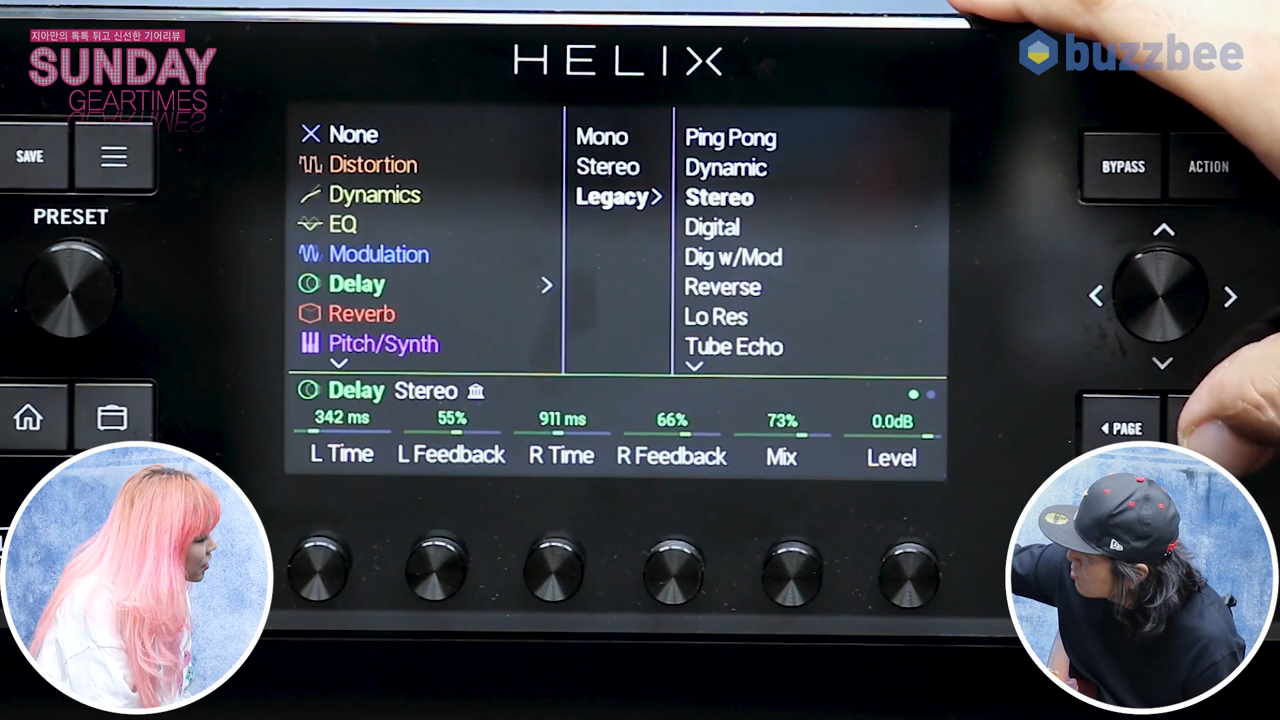 지아만의 톡톡 튀고 신선한 기어리뷰
SUNDAY
GEARTIMES
buzzbee
HELIX
SAVE
PRESET
None
Distortion
Dynamics
EQ
Modulation
Delay
Reverb
Pitch/Synth
Mono
Stereo
Legacy
Ping Pong
Dynamic
Stereo
Digital
Dig w/Mod
Reverse
Lo Res
Tube Echo
Delay Stereo
342 ms 55% 911 ms 66% 73% 0.0dB
L Time L Feedback R Time R Feedback Mix Level
BYPASS
ACTION
PAGE